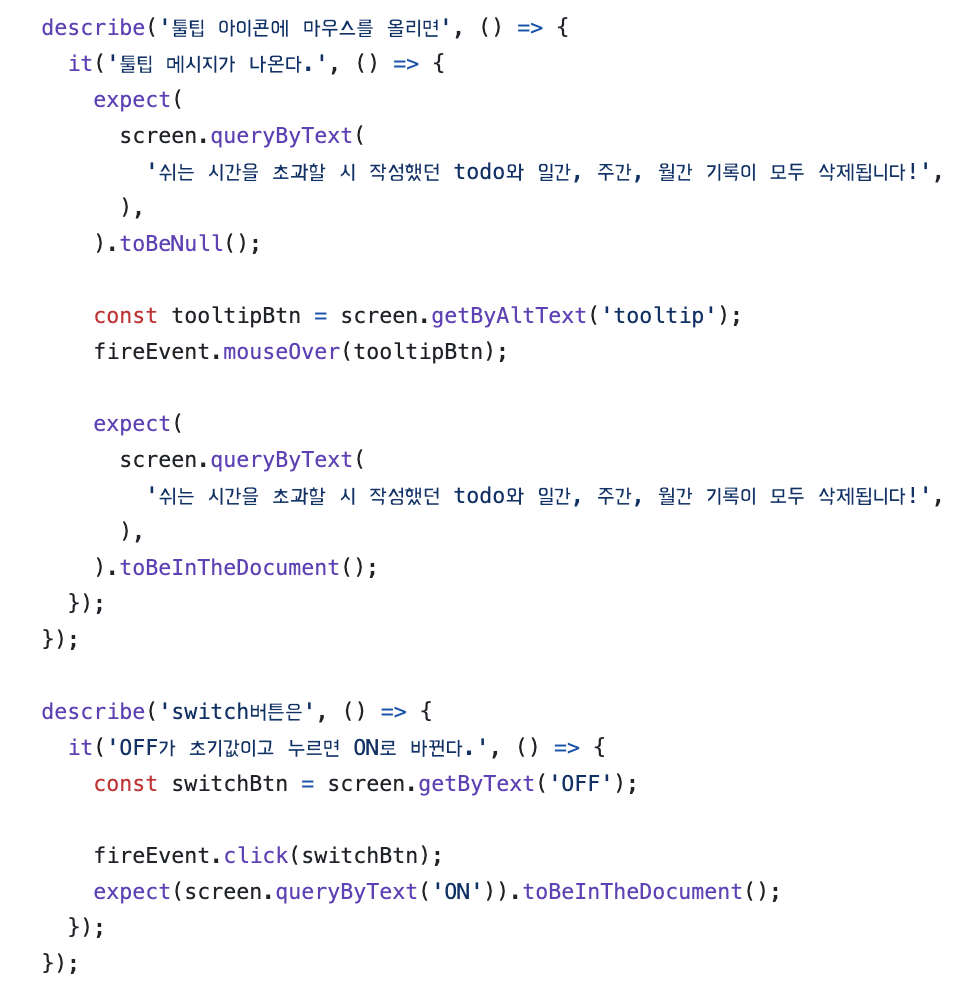 describe('툴팁 아이콘에 마우스를 올리면', () => {
it('툴팁 메시지가 나온다.', () => {
expect(
screen.queryByText(
'쉬는 시간을 초과할 시 작성했던 todo와 일간, 주간, 월간 기록이 모두 삭제됩니다!',
),
).toBeNull();
const tooltipBtn = screen.getByAltText('tooltip');
fireEvent.mouseOver(tooltipBtn);
expect(
screen.queryByText(
'쉬는 시간을 초과할 시 작성했던 todo와 일간, 주간, 월간 기록이 모두 삭제됩니다!',
),
).toBeInTheDocument();
});
});
describe('switch버튼은', () => {
it('OFF가 초기값이고 누르면 ON로 바뀐다.', () => {
const switchBtn = screen.getByText('OFF');
fireEvent.click(switchBtn);
expect(screen.queryByText('ON')).toBeInTheDocument();
});
});